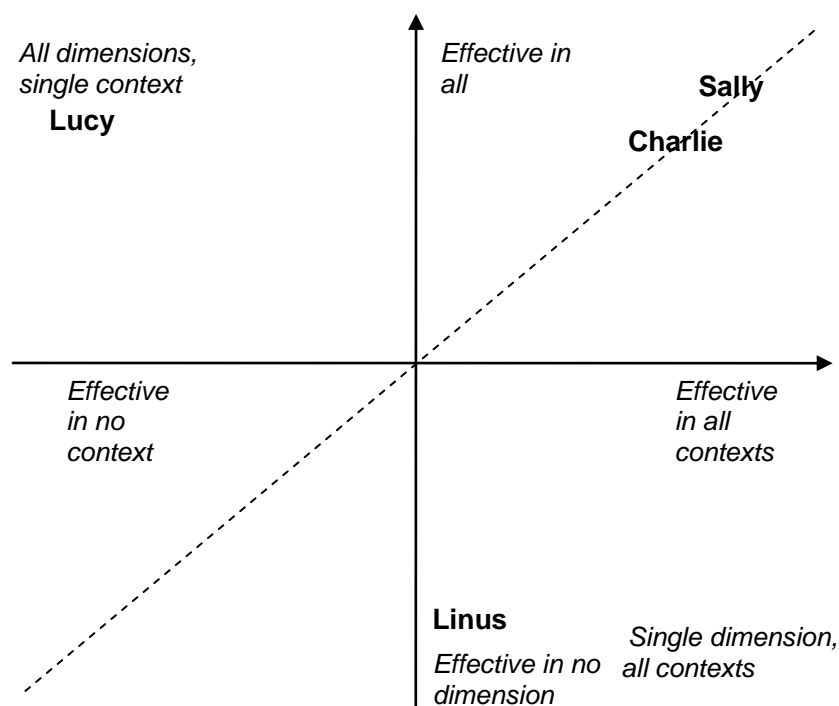 All dimensions,
single context
Lucy
Effective in
all
Sally
Charlie
Effective
in no
context
Effective
in all
contexts
Linus
Effective in no
dimension
Single dimension,
all contexts